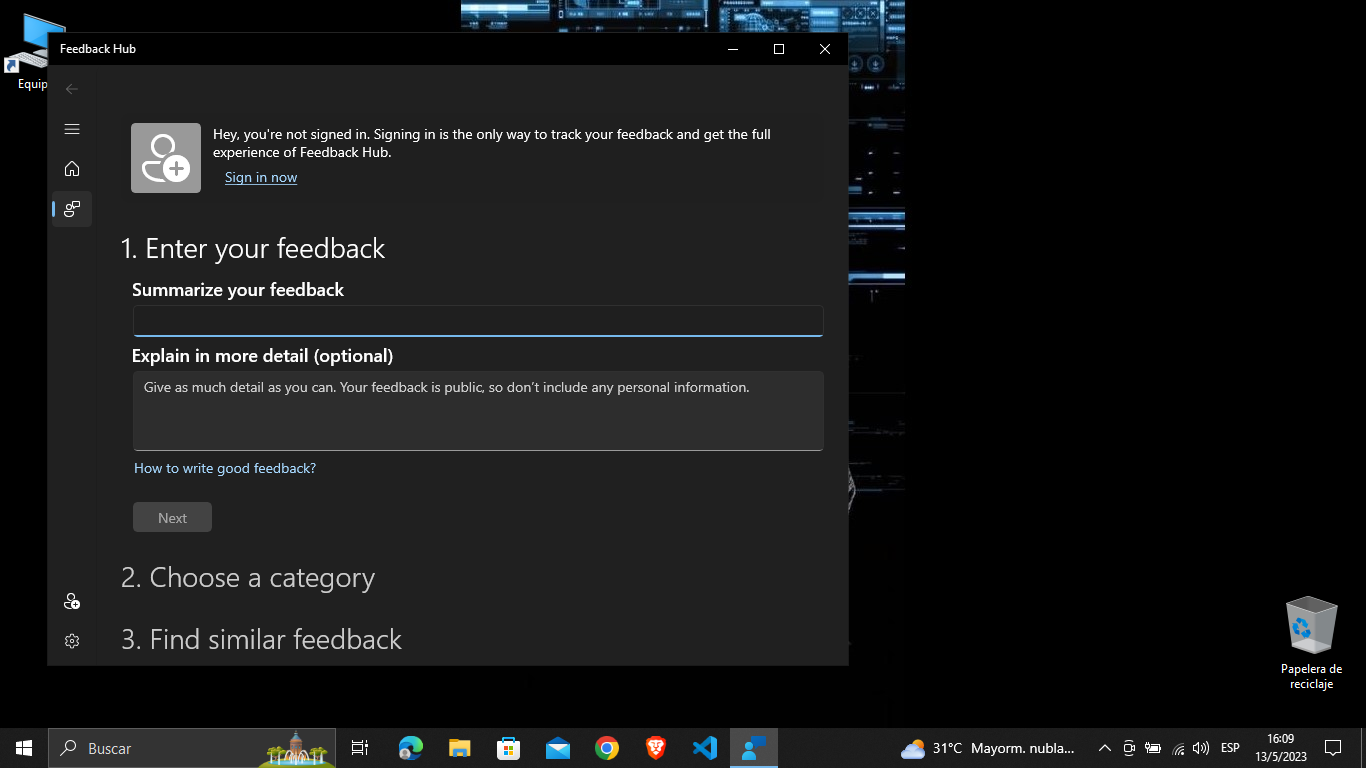 Equip
Feedback Hub
Hey, you're not signed in. Signing in is the only way to track your feedback and get the full
experience of Feedback Hub.
Sign in now
1. Enter your feedback
Summarize your feedback
Explain in more detail (optional)
Give as much detail as you can. Your feedback is public, so don't include any personal information.
How to write good feedback?
Next
2. Choose a category
3. Find similar feedback
Papelera de
reciclaje
Buscar
31°C Mayorm. nubla...
ESP
16:09
13/5/2023